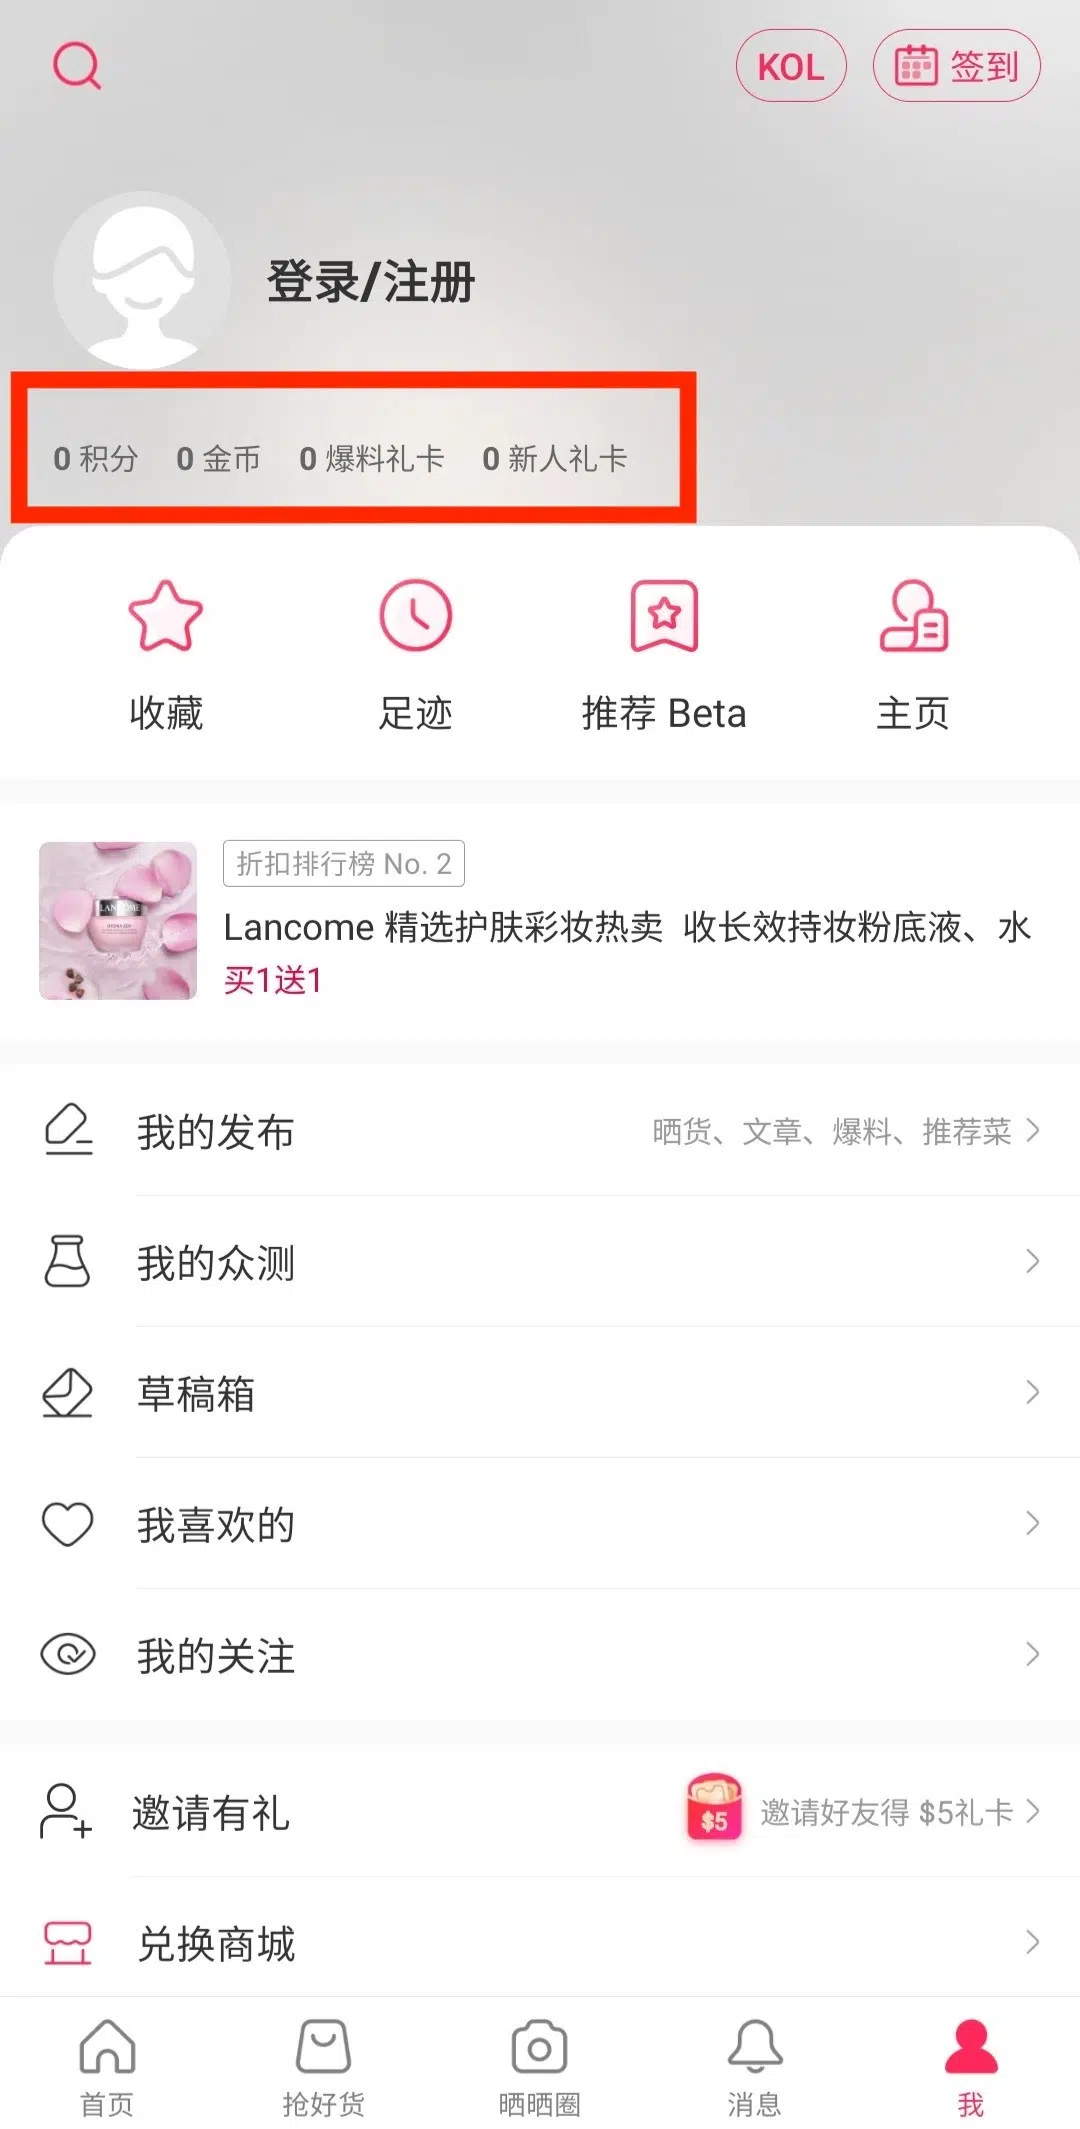 KOL 签到
登录/注册
0 积分 0 金币 0 爆料礼卡 0 新人礼卡
收藏 足迹 推荐 Beta 主页
折扣排行榜 No. 2
LANCOME
Lancome 精选护肤彩妆热卖 收长效持妆粉底液、水
买1送1
我的发布 晒货、文章、爆料、推荐菜
我的众测
草稿箱
我喜欢的
我的关注
邀请有礼 $5 邀请好友得 $5礼卡
兑换商城
首页 抢好货 晒晒圈 消息 我